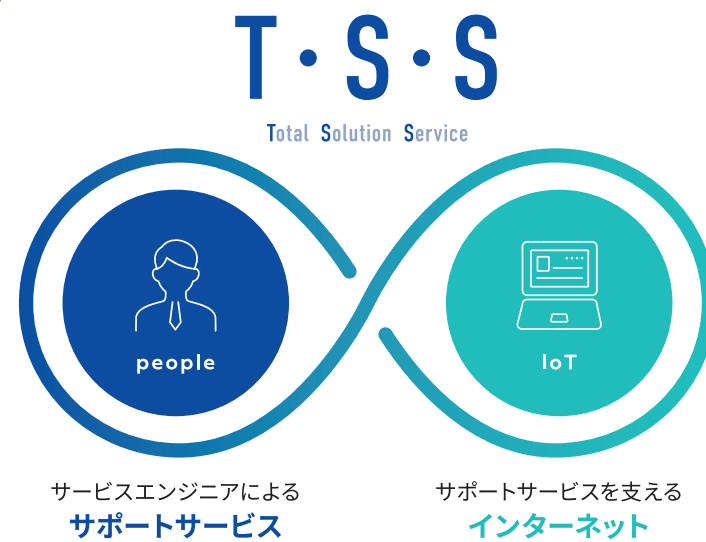 T・S・S
Total Solution Service
people
IoT
サービスエンジニアによる
サポートサービス
サポートサービスを支える
インターネット